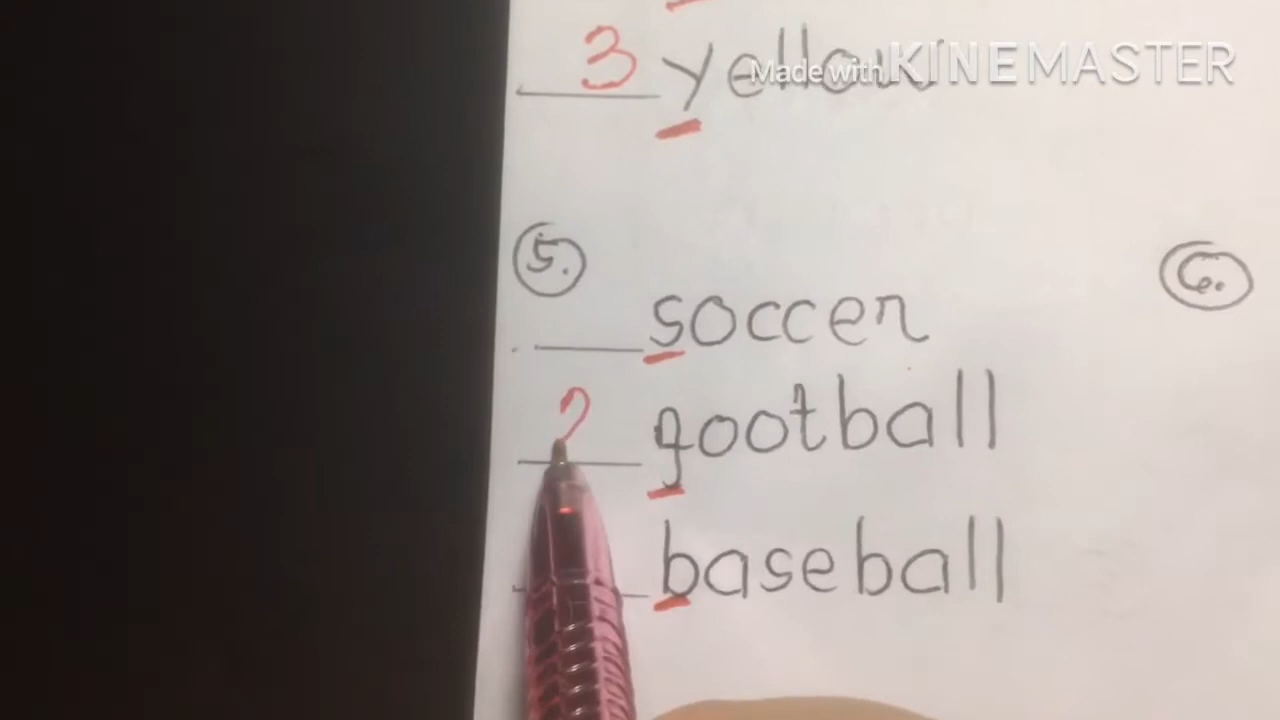 3 yellow
Made with KINEMASTER
5.
6.
soccer
2 football
baseball